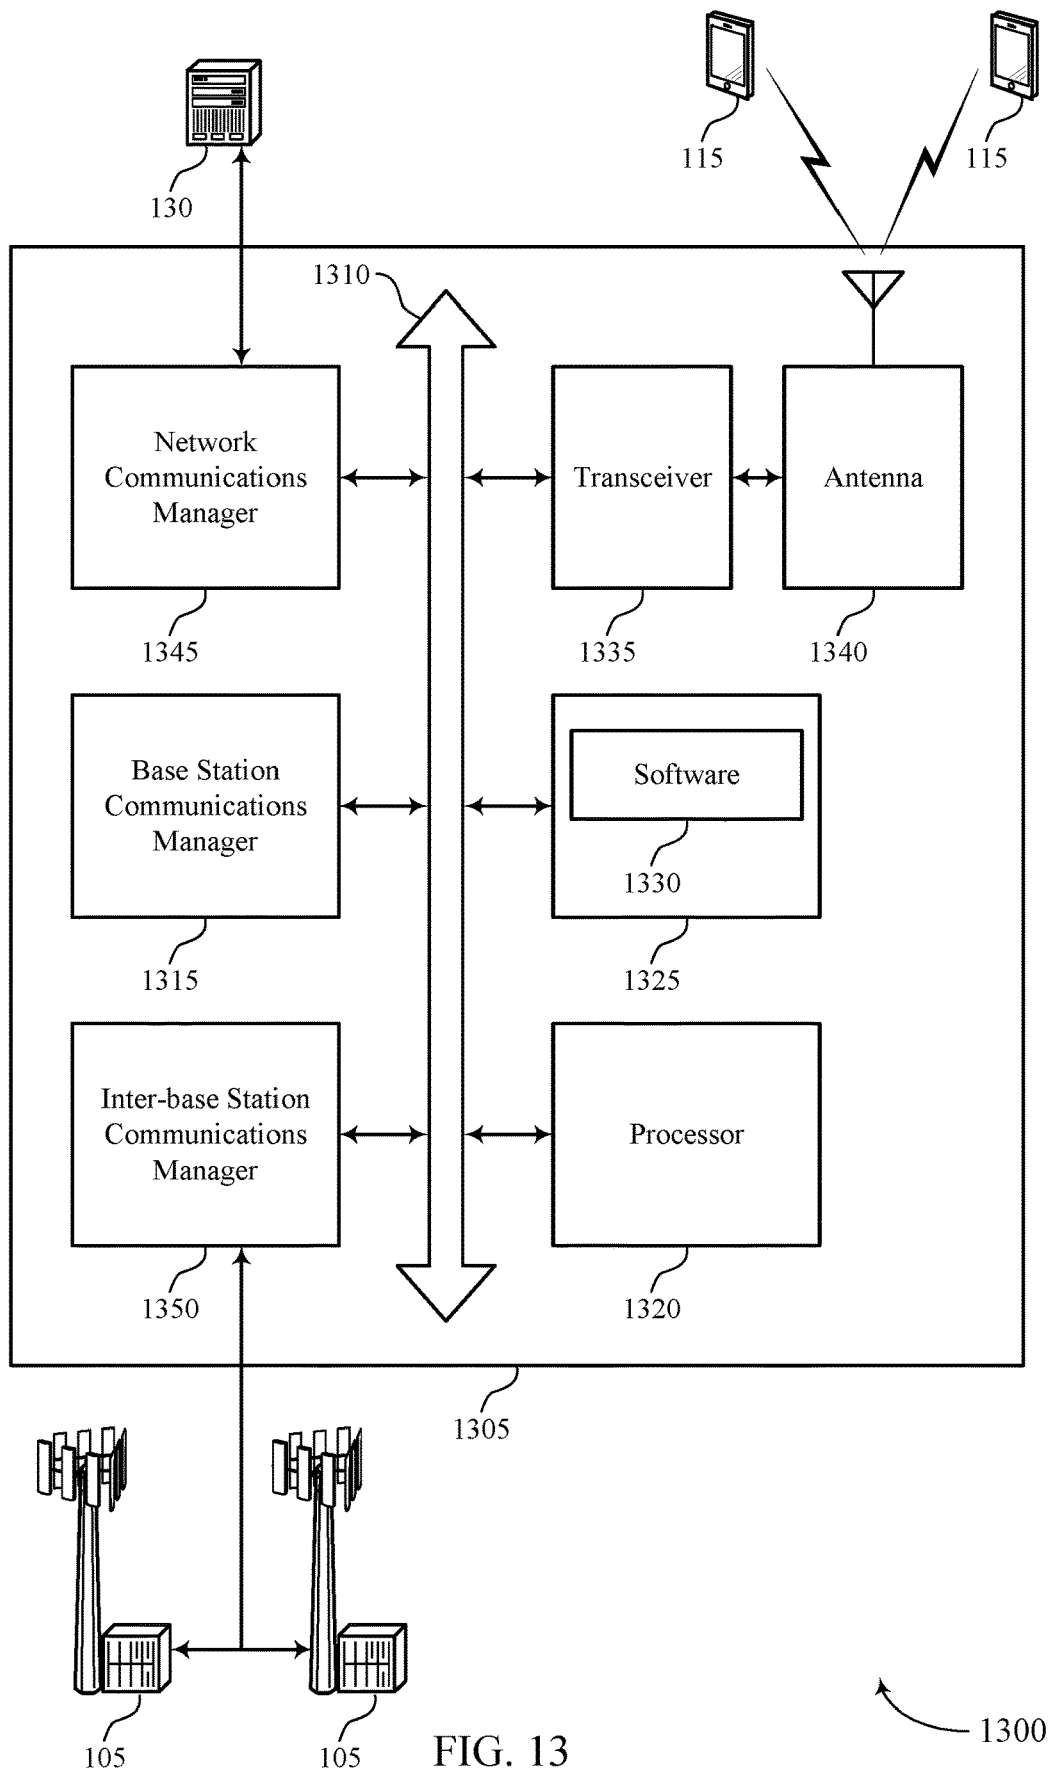 130
115
115
1310
Network
Communications
Manager
Transceiver
Antenna
1345
1335
1340
Base Station
Communications
Manager
Software
1330
1315
1325
Inter-base Station
Communications
Manager
Processor
1350
1320
1305
105
105
FIG. 13
1300